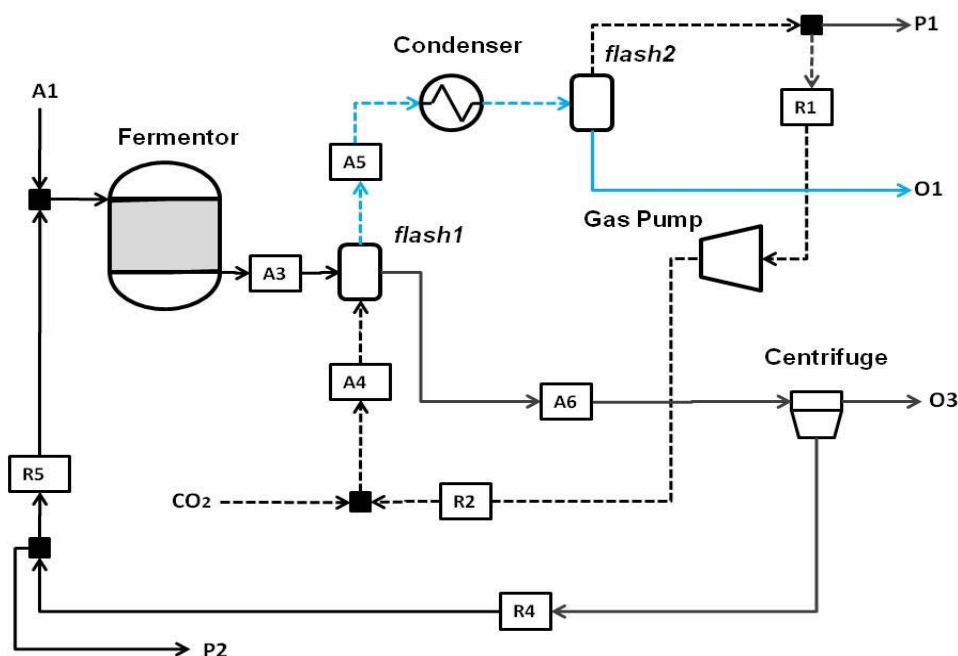 P1
Condenser
flash2
A1
R1
Fermentor
A5
O1
Gas Pump
flash1
A3
Centrifuge
A4
O3
A6
R5
CO2
R2
R4
P2